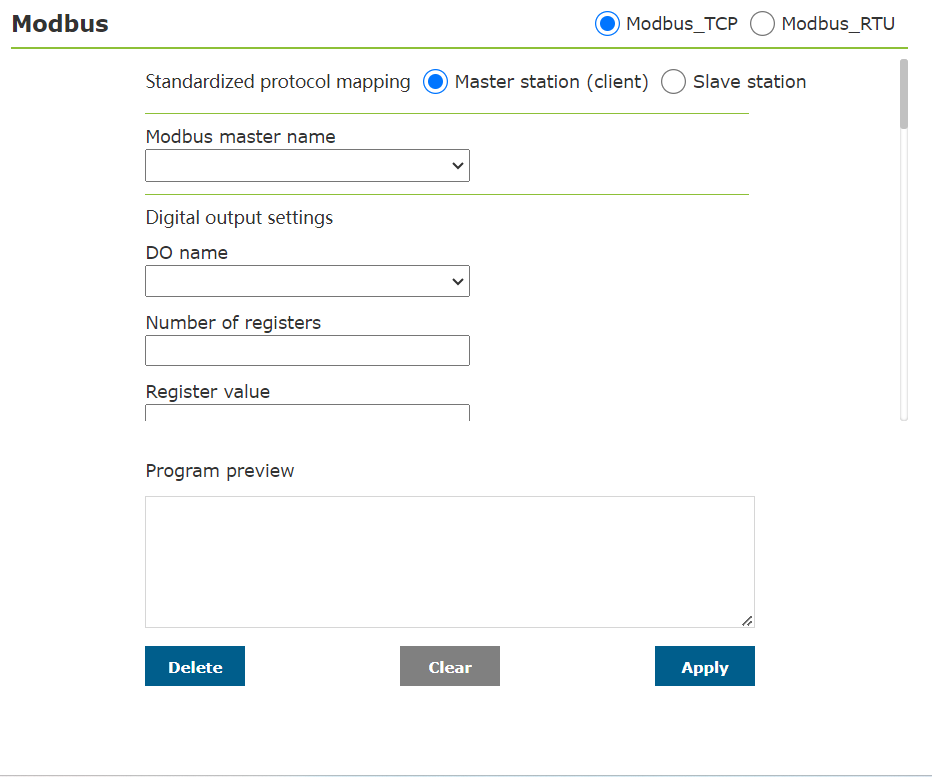 Modbus
Modbus_TCP Modbus_RTU
Standardized protocol mapping Master station (client) Slave station
Modbus master name
Digital output settings
DO name
Number of registers
Register value
Program preview
Delete Clear Apply